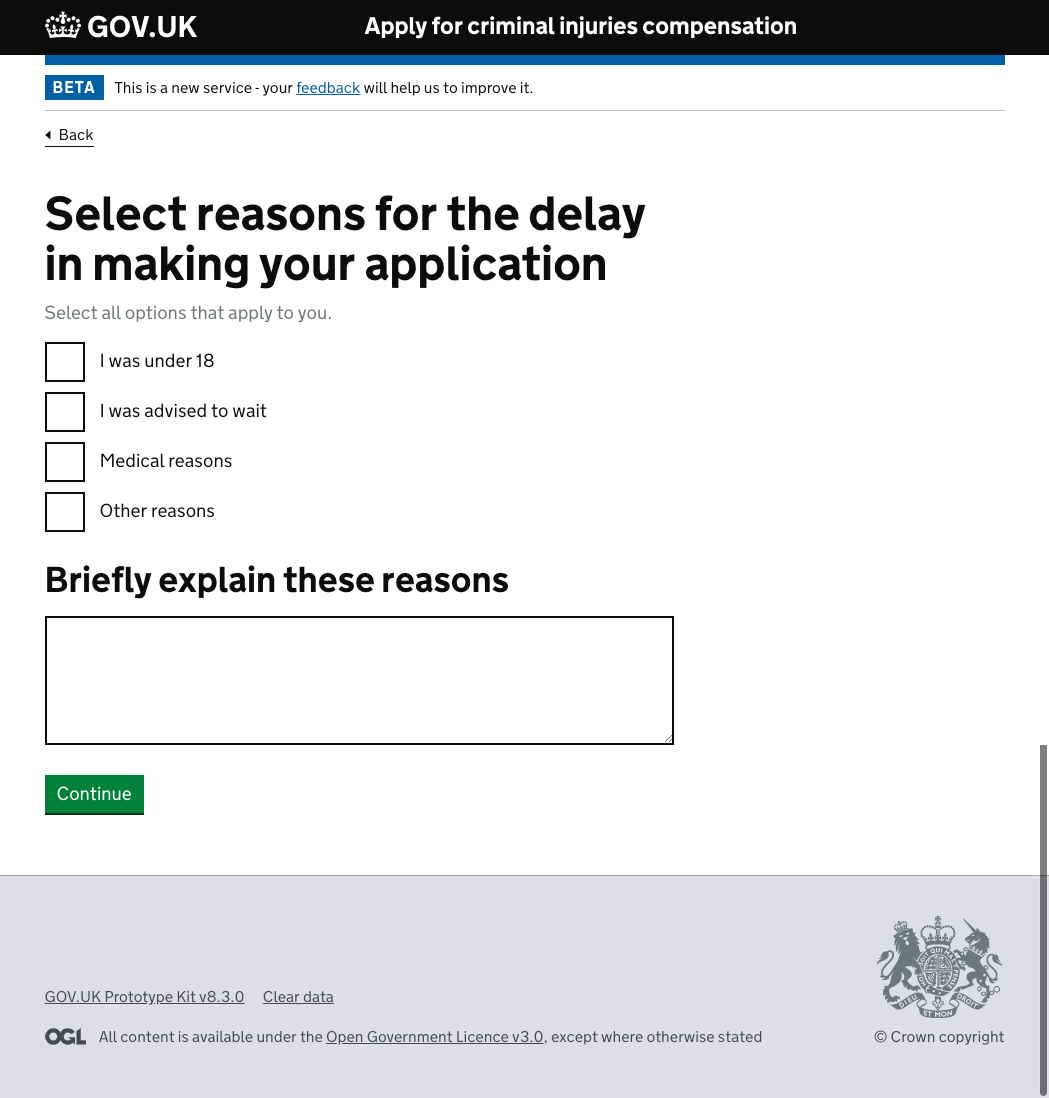 GOV.UK Apply for criminal injuries compensation
BETA This is a new service - your feedback will help us to improve it.
Back
Select reasons for the delay
in making your application
Select all options that apply to you.
I was under 18
I was advised to wait
Medical reasons
Other reasons
Briefly explain these reasons
Continue
GOV.UK Prototype Kit v8.3.0 Clear data
DIEU ET MON DROIT
OGL All content is available under the Open Government Licence v3.0, except where otherwise stated
© Crown copyright